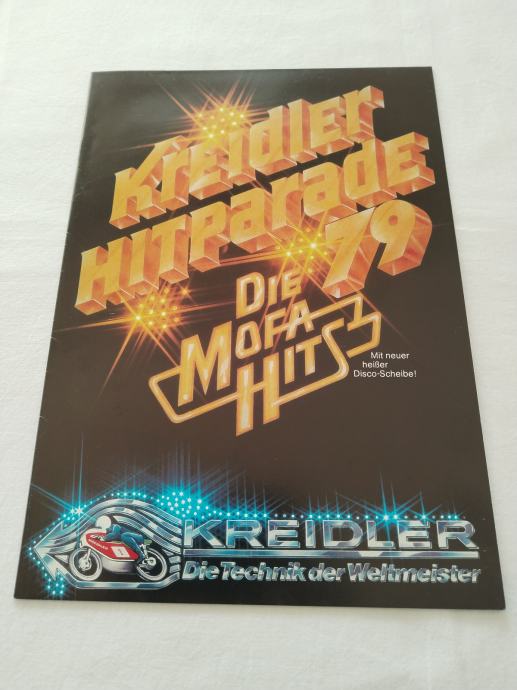 Kreidler
HITparade
79
DIE
MOFA
HITS
Mit neuer
heißer
Disco-Scheibe!
KREIDLER
Die Technik der Weltmeister